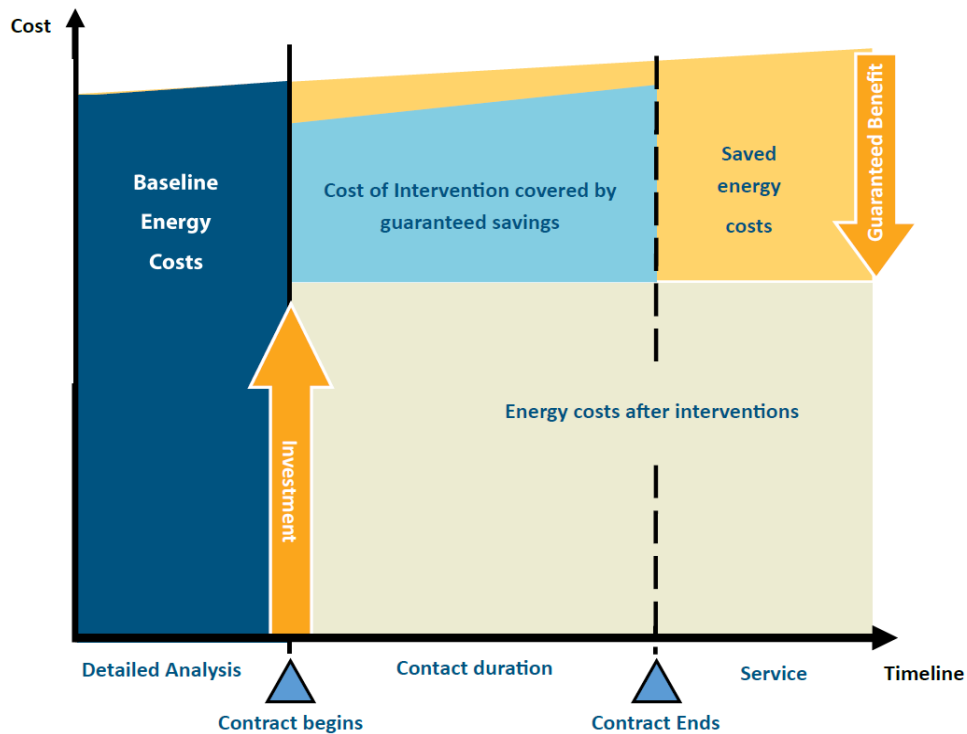 Cost
Guaranteed Benefit
Baseline
Energy
Costs
Cost of Intervention covered by
guaranteed savings
Saved
energy
costs
Energy costs after interventions
Investment
Detailed Analysis
Contact duration
Service
Timeline
Contract begins
Contract Ends